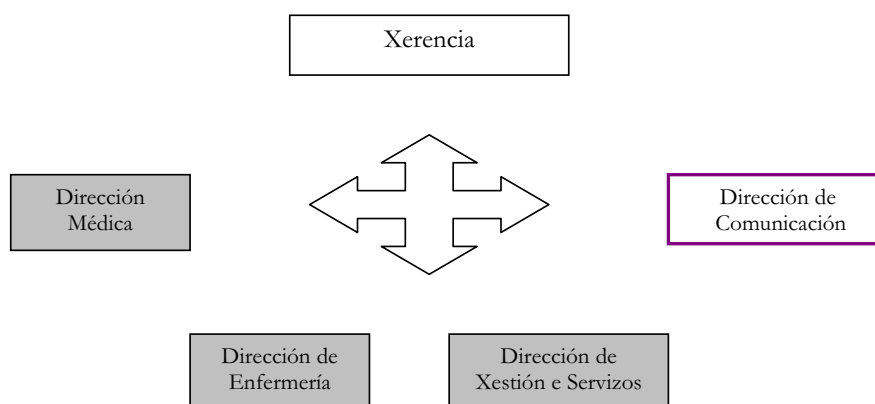 Xerencia
Dirección
Médica
Dirección de
Comunicación
Dirección de
Enfermería
Dirección de
Xestión e Servizos